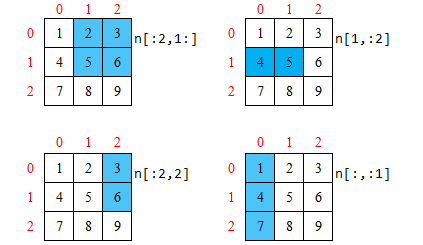 0 1 2
0 1 2 3 n[:2,1:]
1 4 5 6
2 7 8 9
0 1 2
0 1 2 3 n[1,:2]
1 4 5 6
2 7 8 9
0 1 2
0 1 2 3 n[:2,2]
1 4 5 6
2 7 8 9
0 1 2
0 1 2 3 n[:,:1]
1 4 5 6
2 7 8 9